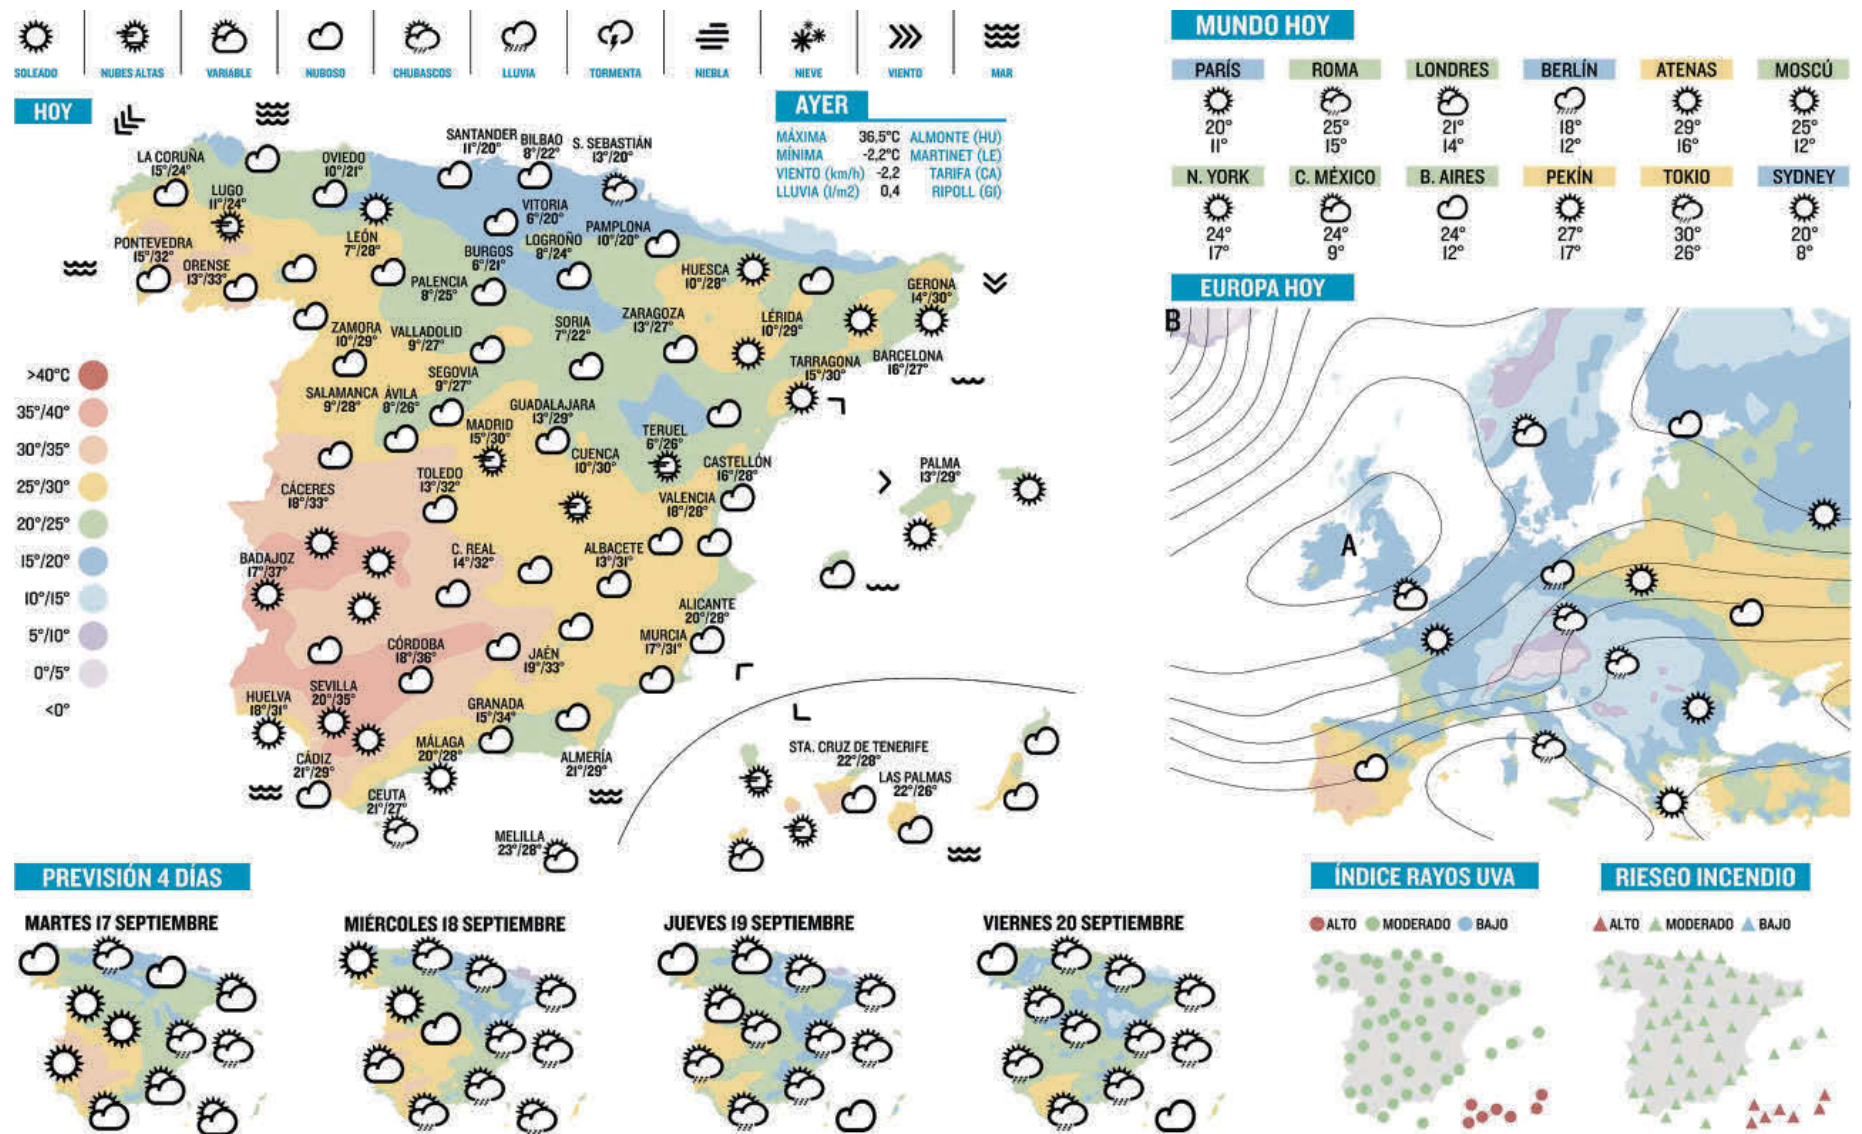 SOLEADO
NUBES ALTAS
VARIABLE
NUBOSO
CHUBASCOS
LLUVIA
TORMENTA
NIEBLA
NIEVE
VIENTO
MAR
HOY
AYER
MÁXIMA 36,5°C ALMONTE (HU)
MÍNIMA -2,2°C MARTINET (LE)
VIENTO (km/h) -2,2 TARIFA (CA)
LLUVIA (l/m2) 0,4 RIPOLL (GI)
LA CORUÑA
15°/24°
LUGO
11°/24°
OVIEDO
10°/21°
SANTANDER
11°/20°
BILBAO
8°/22°
S. SEBASTIÁN
13°/20°
VITORIA
6°/20°
PAMPLONA
10°/20°
PONTEVEDRA
15°/32°
ORENSE
13°/33°
LEÓN
7°/28°
BURGOS
6°/21°
LOGROÑO
8°/24°
PALENCIA
8°/25°
HUESCA
10°/28°
GERONA
14°/30°
ZAMORA
10°/29°
VALLADOLID
9°/27°
SORIA
7°/22°
ZARAGOZA
13°/27°
LÉRIDA
10°/29°
TARRAGONA
15°/30°
BARCELONA
16°/27°
SEGOVIA
9°/27°
SALAMANCA
9°/28°
ÁVILA
8°/26°
GUADALAJARA
13°/29°
MADRID
15°/30°
CUENCA
10°/30°
TERUEL
6°/26°
CASTELLÓN
16°/28°
PALMA
13°/29°
CÁCERES
18°/33°
TOLEDO
13°/32°
VALENCIA
18°/28°
BADAJOZ
17°/37°
C. REAL
14°/32°
ALBACETE
13°/31°
ALICANTE
20°/28°
MURCIA
17°/31°
CÓRDOBA
18°/36°
JAÉN
19°/33°
HUELVA
18°/31°
SEVILLA
20°/35°
GRANADA
15°/34°
MÁLAGA
20°/28°
ALMERÍA
21°/29°
CÁDIZ
21°/29°
CEUTA
21°/27°
MELILLA
23°/28°
STA. CRUZ DE TENERIFE
22°/28°
LAS PALMAS
22°/26°
>40°C
35°/40°
30°/35°
25°/30°
20°/25°
15°/20°
10°/15°
5°/10°
0°/5°
<0°
PREVISIÓN 4 DÍAS
MARTES 17 SEPTIEMBRE
MIÉRCOLES 18 SEPTIEMBRE
JUEVES 19 SEPTIEMBRE
VIERNES 20 SEPTIEMBRE
MUNDO HOY
PARÍS
20°
11°
ROMA
25°
15°
LONDRES
21°
14°
BERLÍN
18°
12°
ATENAS
29°
16°
MOSCÚ
25°
12°
N. YORK
24°
17°
C. MÉXICO
24°
9°
B. AIRES
24°
12°
PEKÍN
27°
17°
TOKIO
30°
26°
SYDNEY
20°
8°
EUROPA HOY
B
A
ÍNDICE RAYOS UVA
ALTO MODERADO BAJO
RIESGO INCENDIO
ALTO MODERADO BAJO